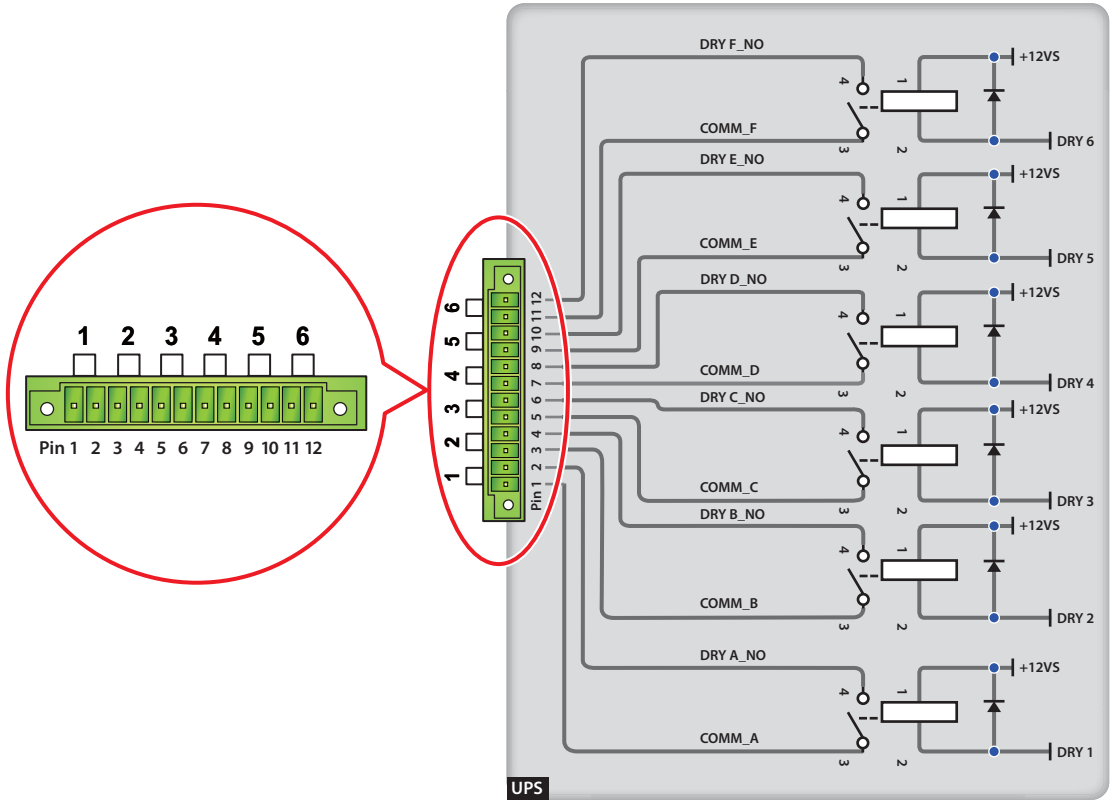 1 2 3 4 5 6
Pin 1 2 3 4 5 6 7 8 9 10 11 12
6
5
4
3
2
1
12
11
10
9
8
7
6
5
4
3
2
Pin 1
DRY F_NO
4
1
+12VS
COMM_F
3
2
DRY 6
DRY E_NO
4
1
+12VS
COMM_E
3
2
DRY 5
DRY D_NO
4
1
+12VS
COMM_D
3
2
DRY 4
DRY C_NO
4
1
+12VS
COMM_C
3
2
DRY 3
DRY B_NO
4
1
+12VS
COMM_B
3
2
DRY 2
DRY A_NO
4
1
+12VS
COMM_A
3
2
DRY 1
UPS